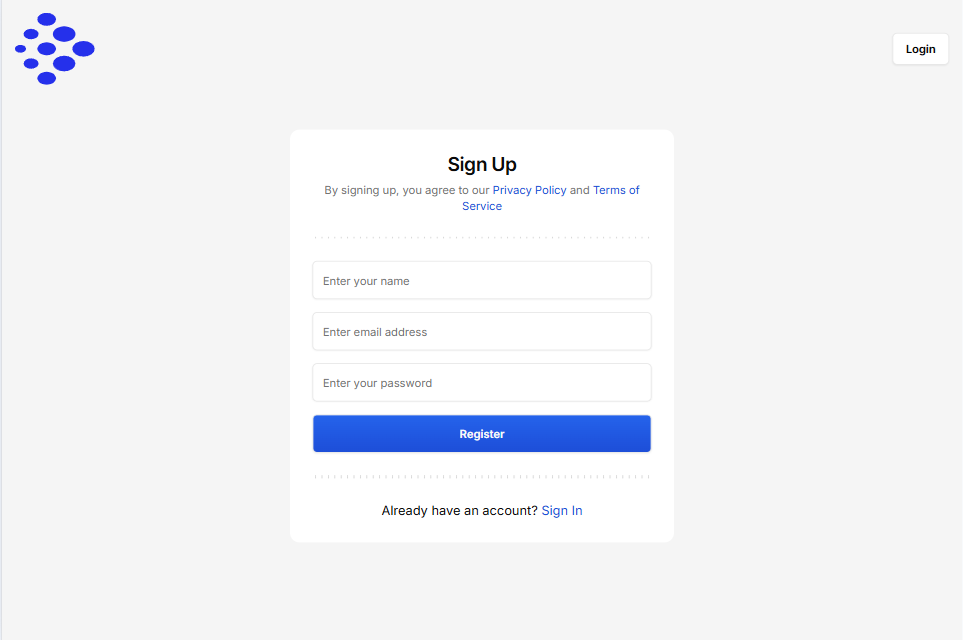 Login
Sign Up
By signing up, you agree to our Privacy Policy and Terms of
Service
Enter your name
Enter email address
Enter your password
Register
Already have an account? Sign In